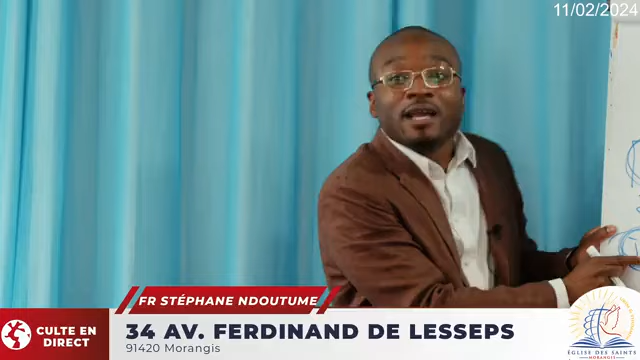 11/02/2024
FR STÉPHANE NDOUTUME
CULTE EN
DIRECT
34 AV. FERDINAND DE LESSEPS
91420 Morangis
ÉGLISE DES SAINTS
MORANGIS